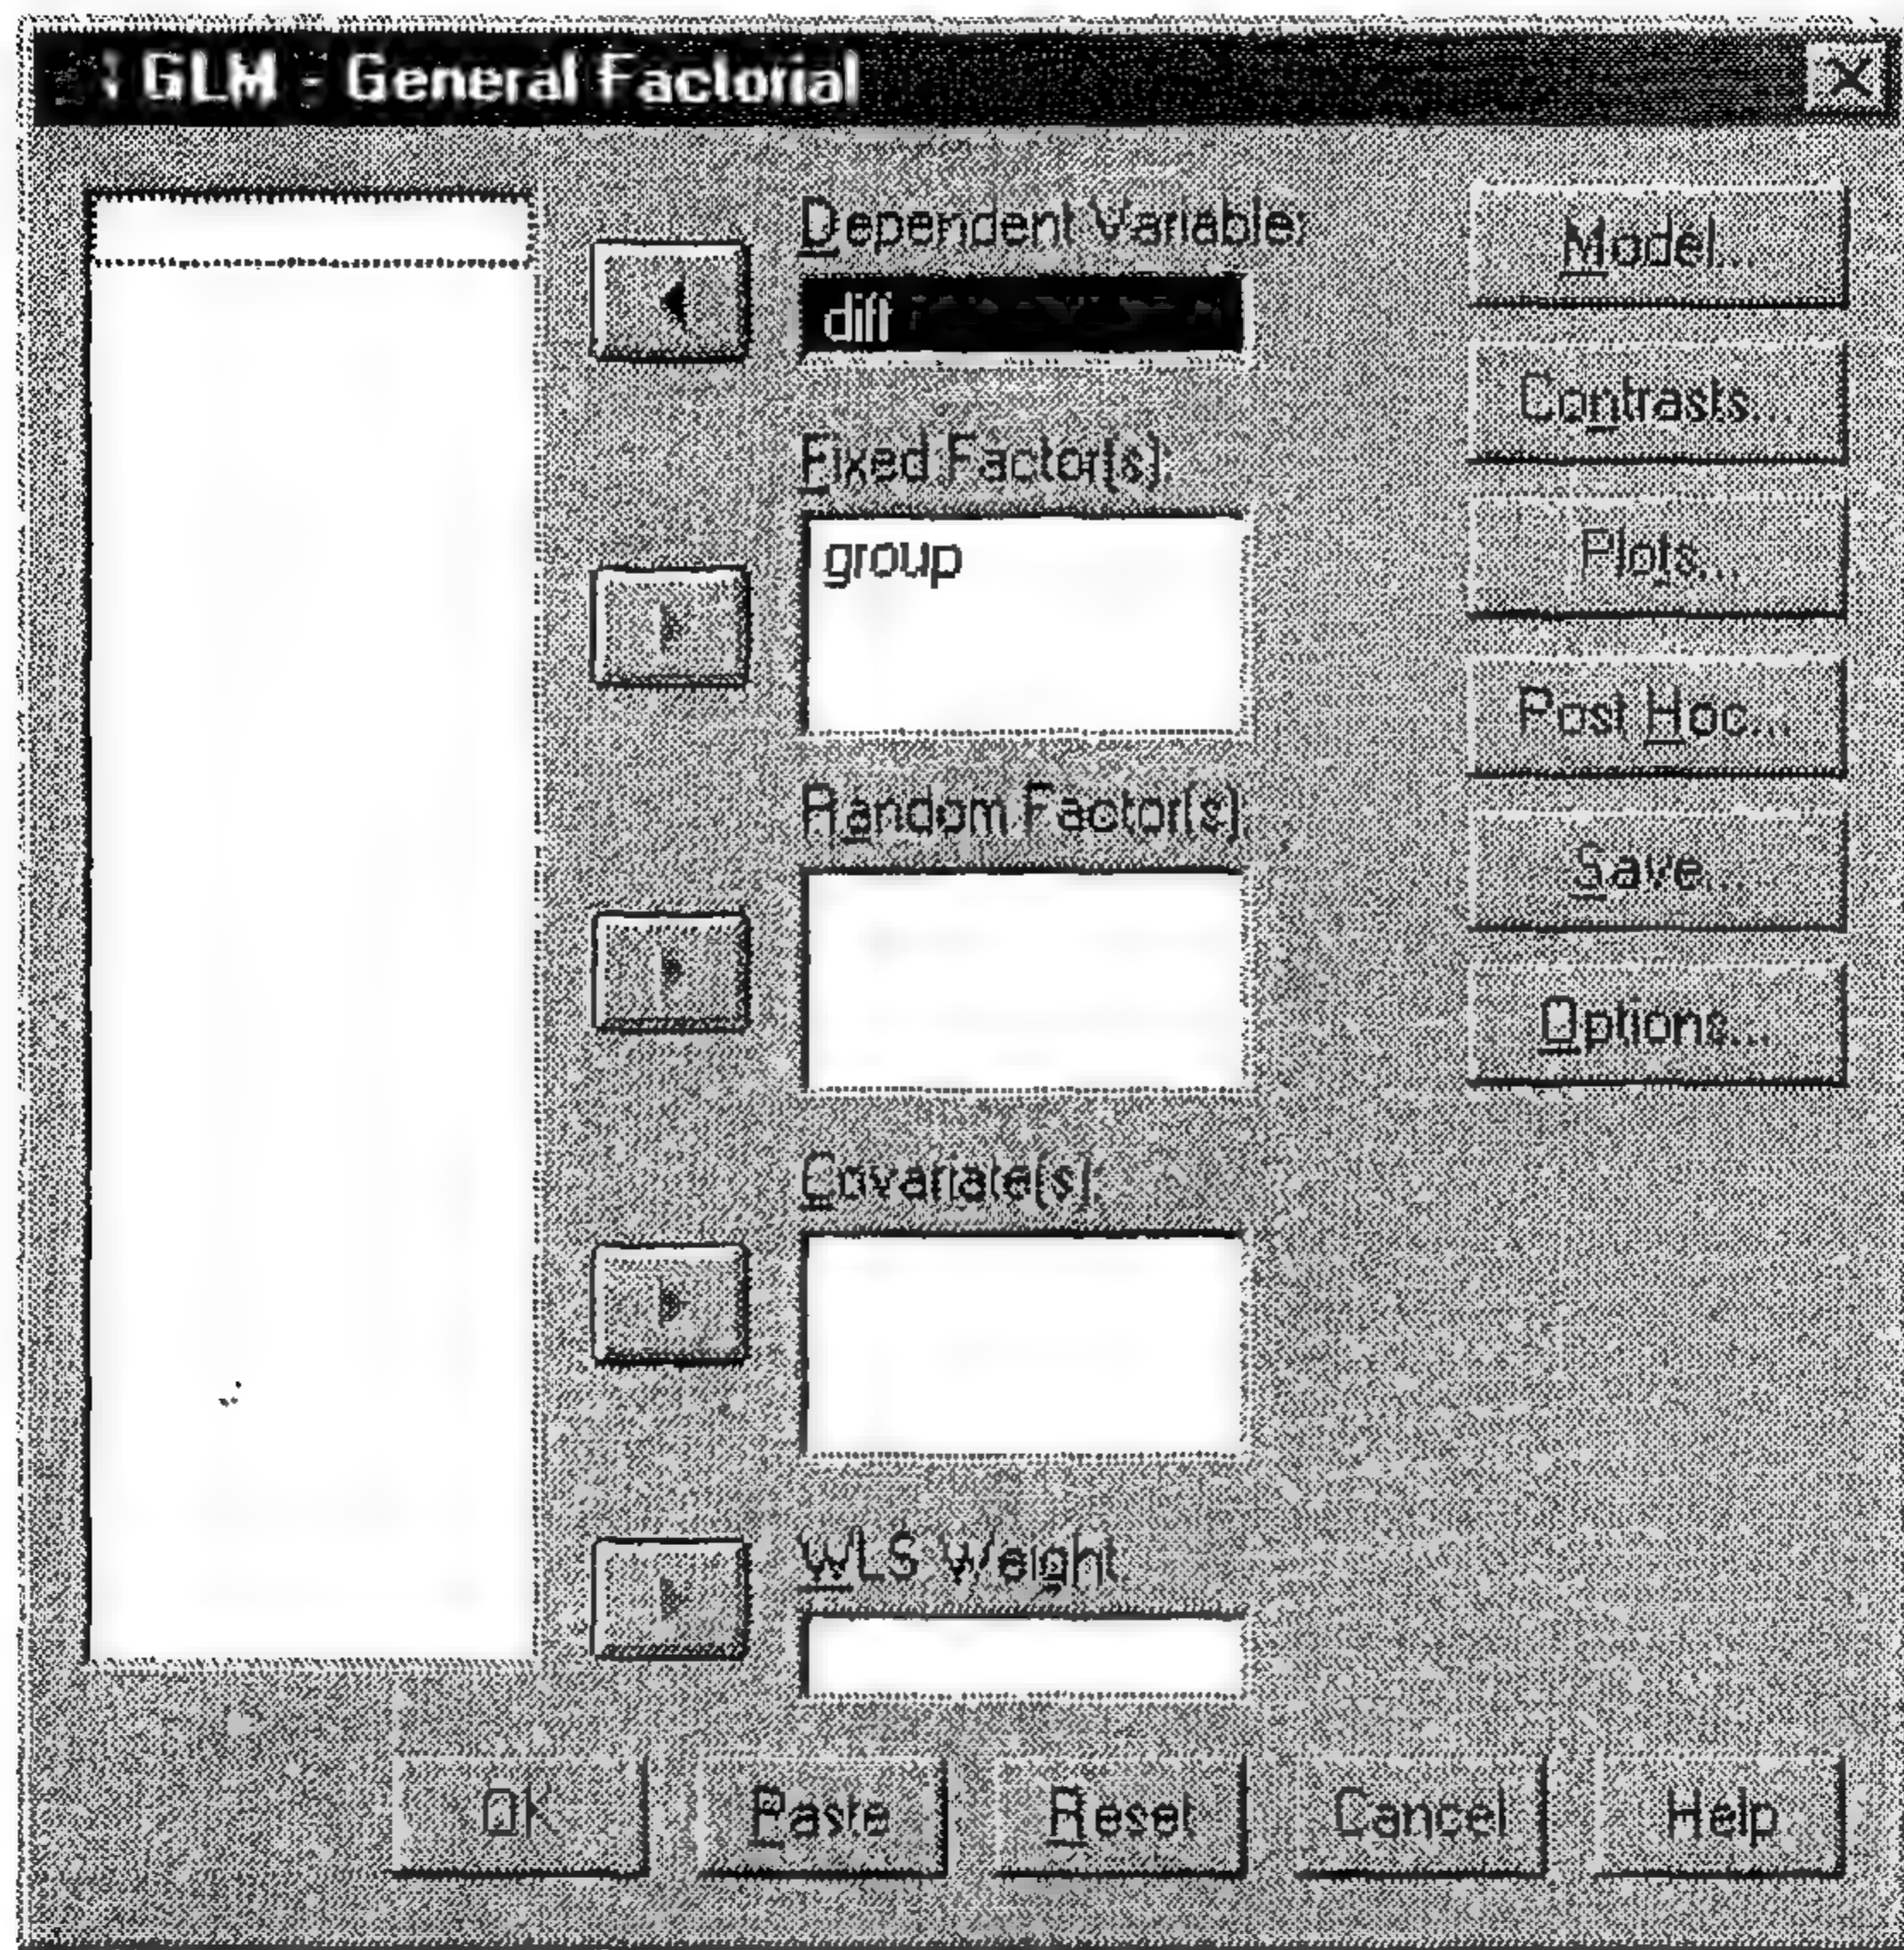 GLM - General Factorial
Dependent Variable:
diff
Fixed Factor(s):
group
Random Factor(s):
Covariate(s):
WLS Weight
Model...
Contrasts...
Plots...
Post Hoc...
Save...
Options...
OK
Paste
Reset
Cancel
Help